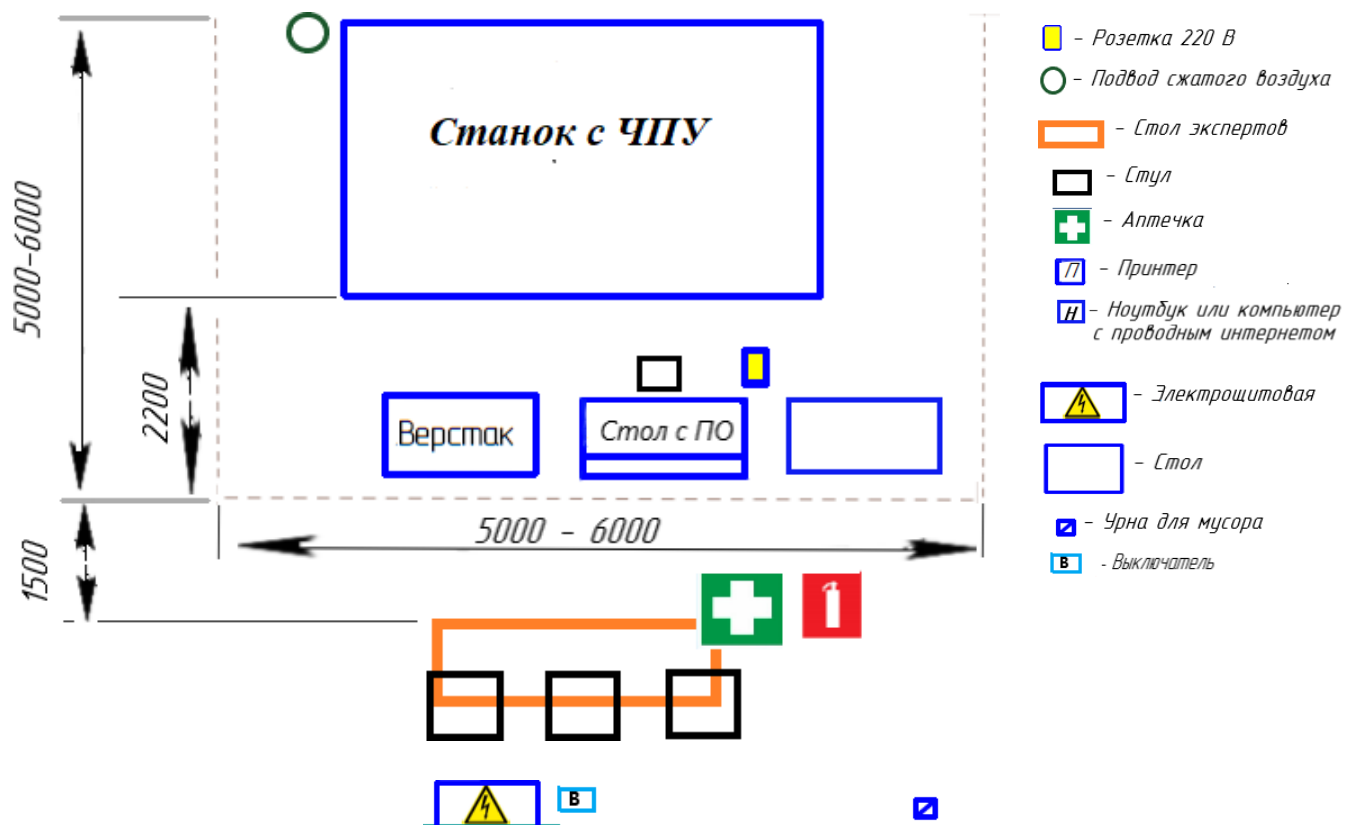 Станок с ЧПУ
5000-6000
2200
Верстак
Стол с ПО
5000 - 6000
1500
В
- Розетка 220 В
- Подвод сжатого воздуха
- Стол экспертов
- Стул
- Аптечка
П - Принтер
Н - Ноутбук или компьютер
с проводным интернетом
- Электрощитовая
- Стол
- Урна для мусора
В - Выключатель